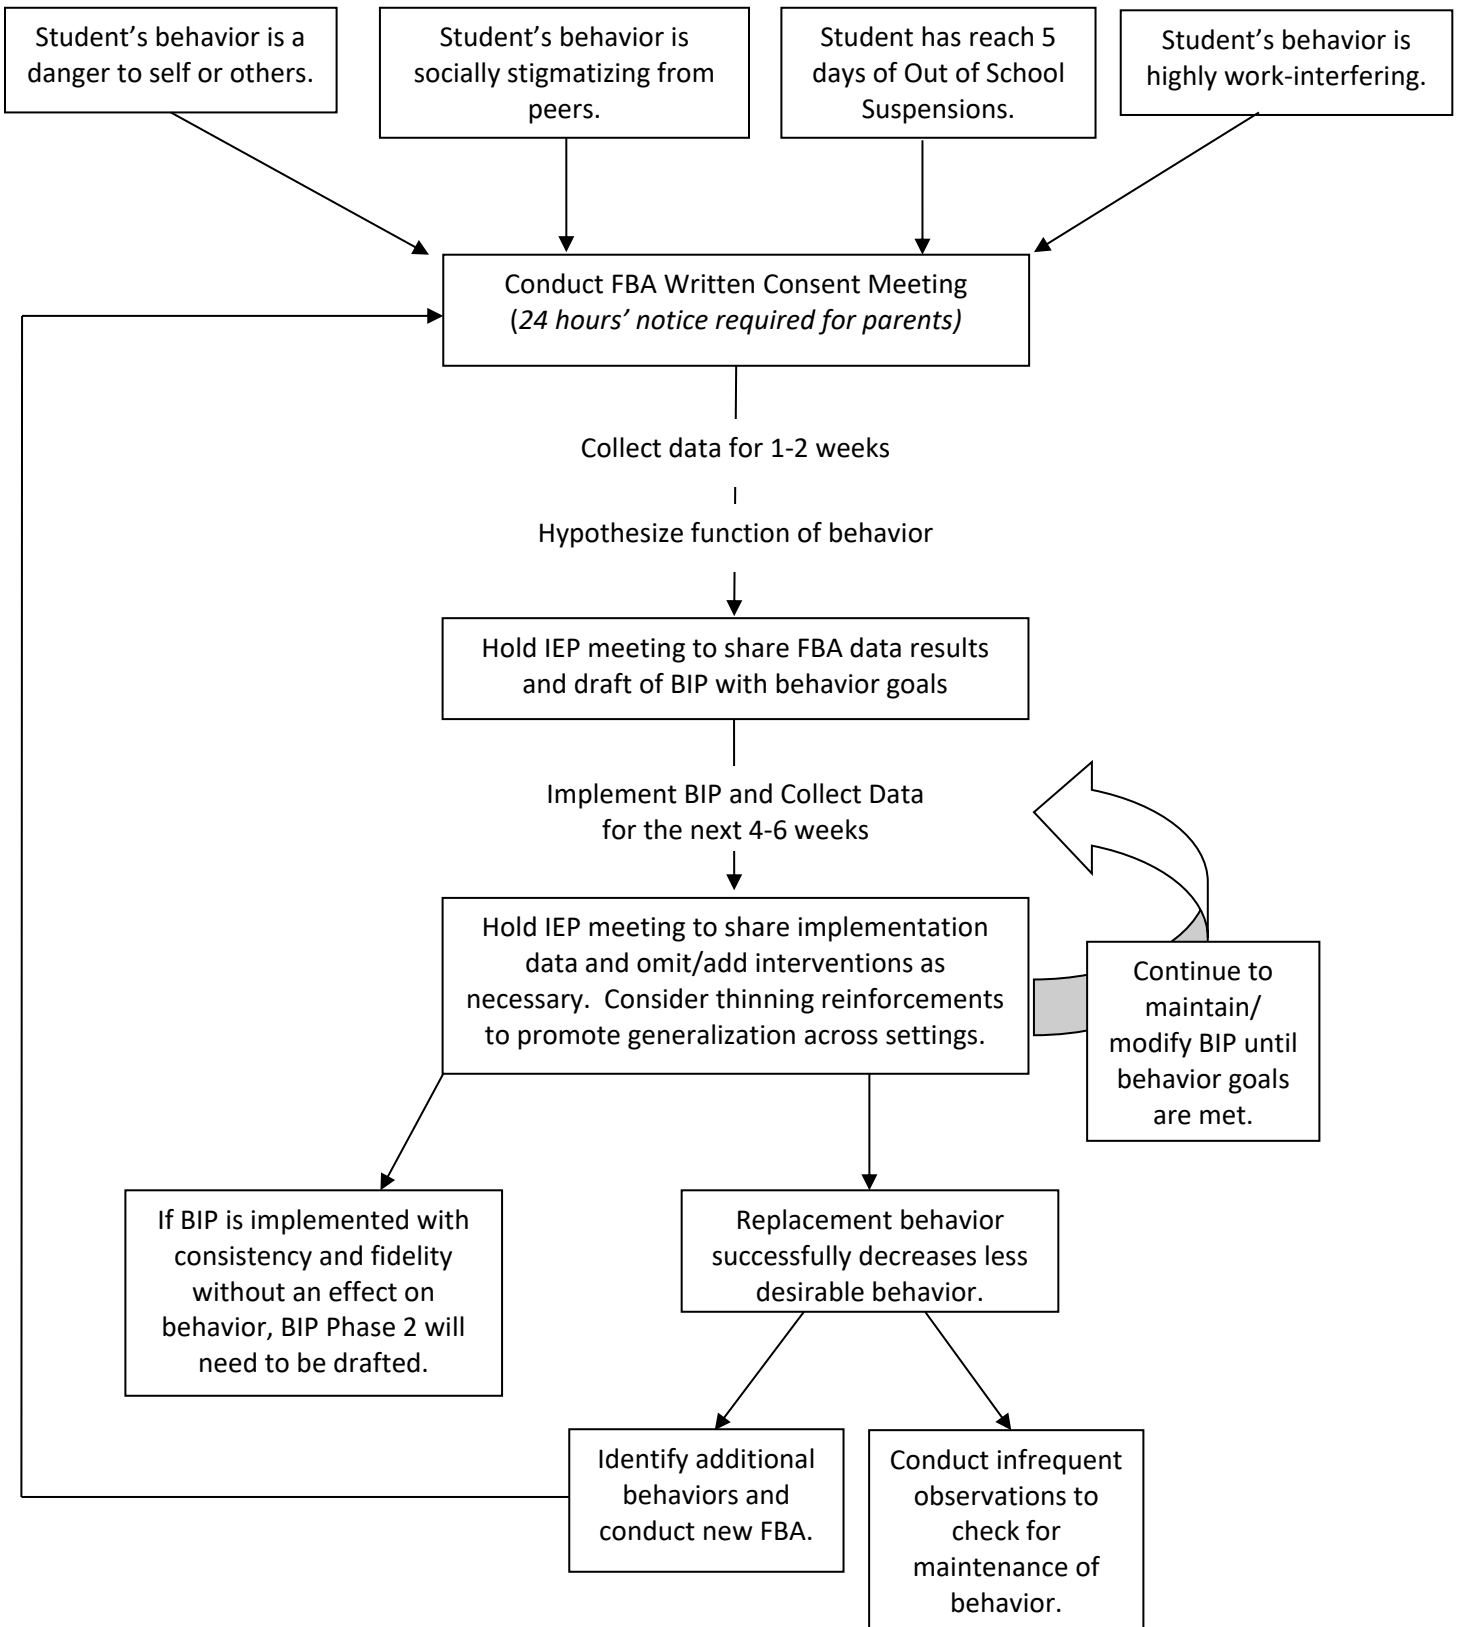 Student’s behavior is a
danger to self or others.
Student’s behavior is
socially stigmatizing from
peers.
Student has reach 5
days of Out of School
Suspensions.
Student’s behavior is
highly work-interfering.
Conduct FBA Written Consent Meeting
(24 hours’ notice required for parents)
Collect data for 1-2 weeks
Hypothesize function of behavior
Hold IEP meeting to share FBA data results
and draft of BIP with behavior goals
Implement BIP and Collect Data
for the next 4-6 weeks
Hold IEP meeting to share implementation
data and omit/add interventions as
necessary.  Consider thinning reinforcements
to promote generalization across settings.
Continue to
maintain/
modify BIP until
behavior goals
are met.
If BIP is implemented with
consistency and fidelity
without an effect on
behavior, BIP Phase 2 will
need to be drafted.
Replacement behavior
successfully decreases less
desirable behavior.
Identify additional
behaviors and
conduct new FBA.
Conduct infrequent
observations to
check for
maintenance of
behavior.